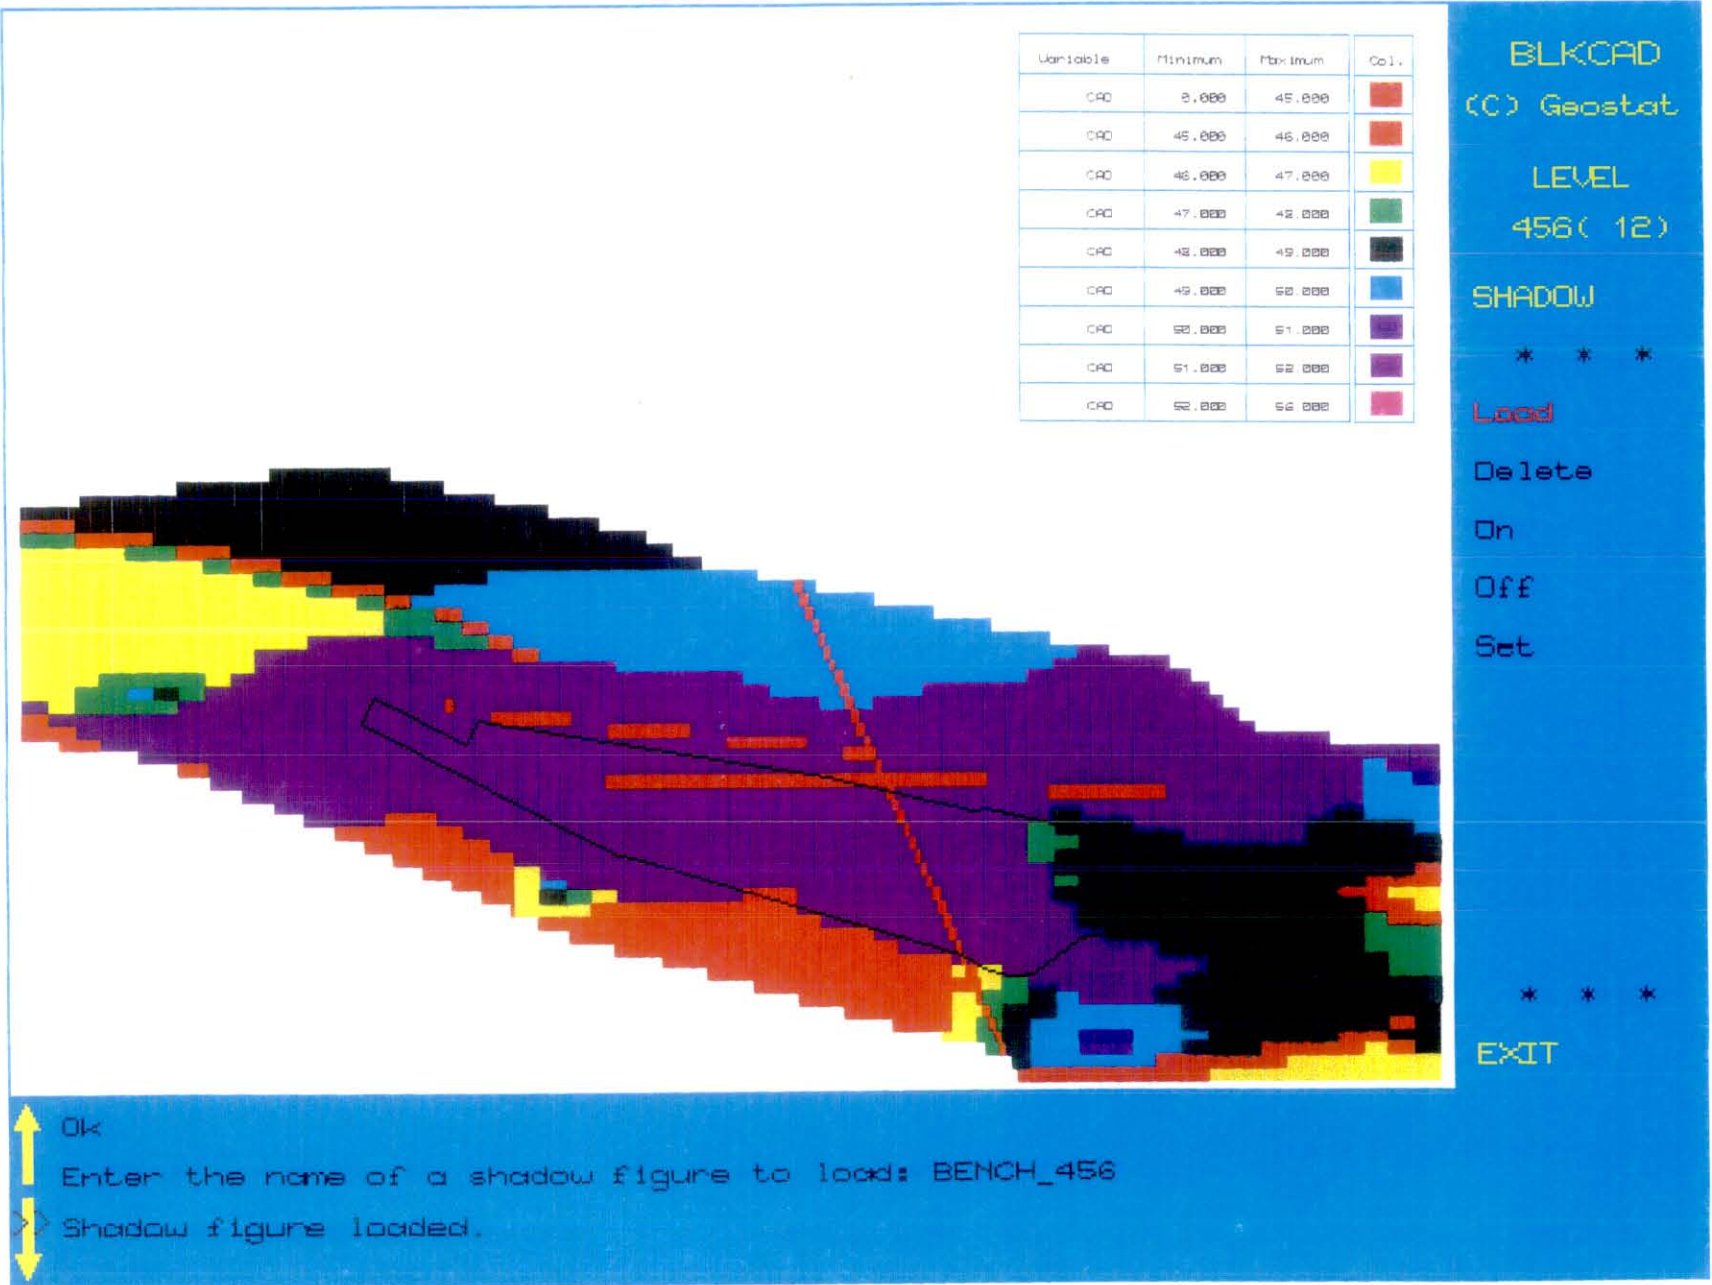 Variable Minimum Maximum Col.
CAO 0.000 45.000
CAO 45.000 46.000
CAO 46.000 47.000
CAO 47.000 48.000
CAO 48.000 49.000
CAO 49.000 50.000
CAO 50.000 51.000
CAO 51.000 52.000
CAO 52.000 56.000
BLKCAD
(C) Geostat
LEVEL
456( 12)
SHADOW
* * *
Load
Delete
On
Off
Set
* * *
EXIT
Ok
Enter the name of a shadow figure to load: BENCH_456
Shadow figure loaded.